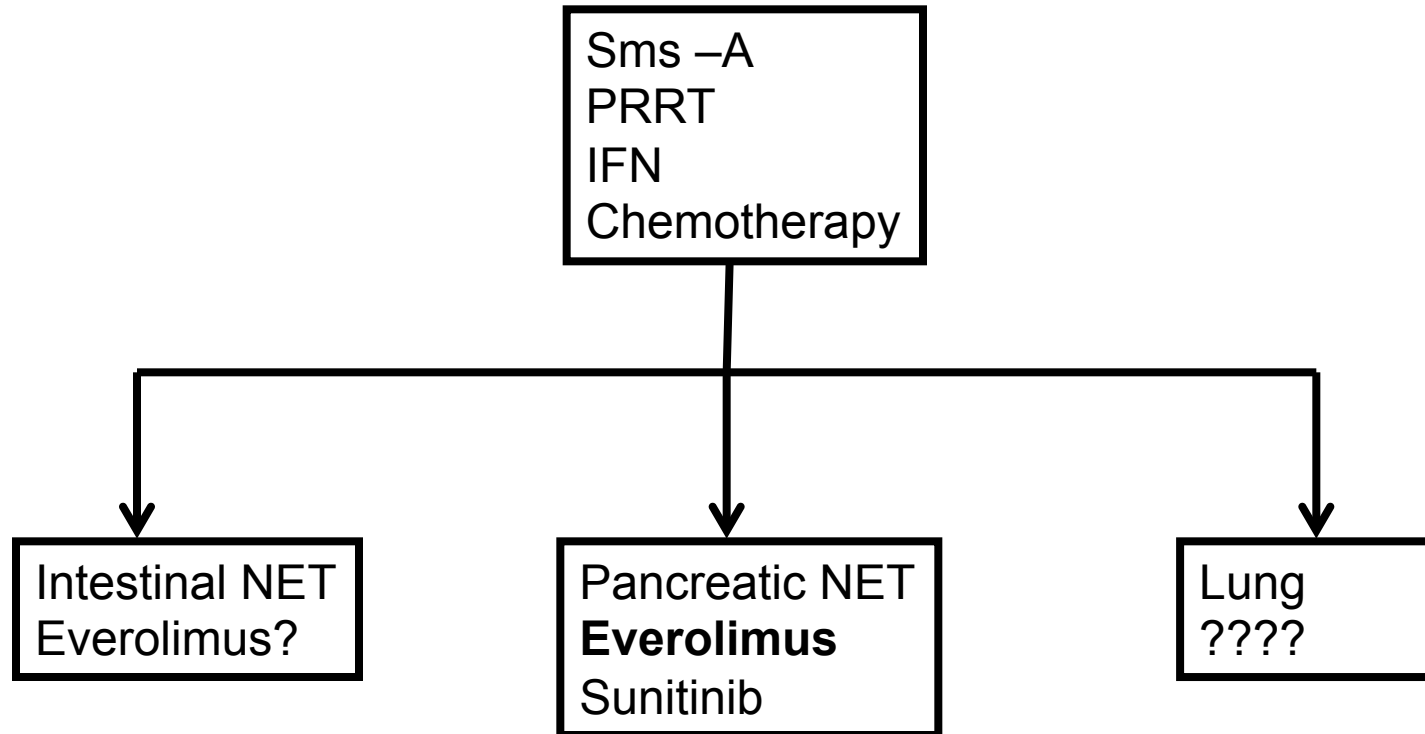 Sms –A
PRRT
IFN
Chemotherapy
Intestinal NET
Everolimus?
Pancreatic NET
Everolimus
Sunitinib
Lung
????